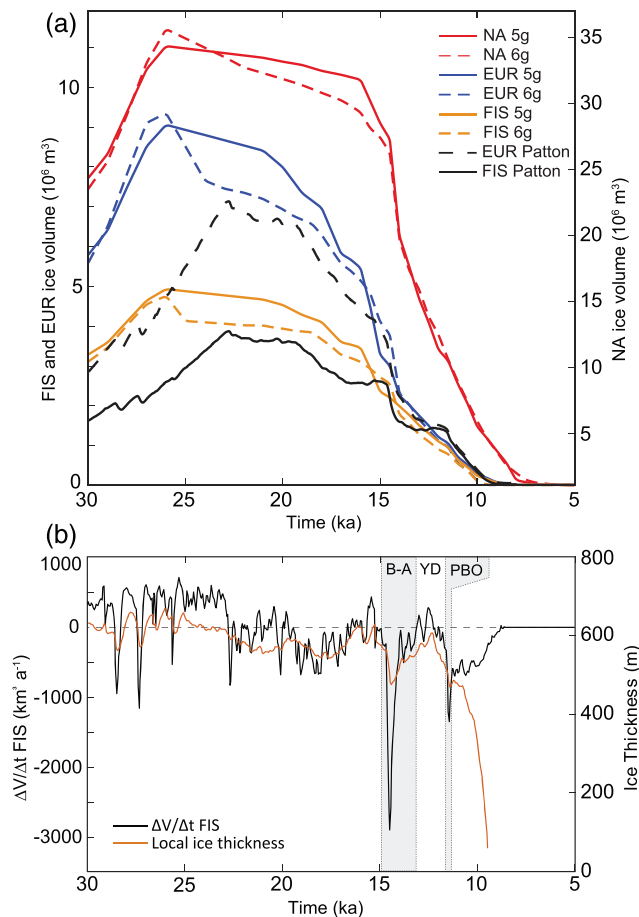 (a)
NA 5g
NA 6g
EUR 5g
EUR 6g
FIS 5g
FIS 6g
EUR Patton
FIS Patton
10
5
0
FIS and EUR ice volume (10⁶ m³)
35
30
25
20
15
10
5
NA ice volume (10⁶ m³)
30 25 20 15 10 5
Time (ka)
(b)
B-A YD PBO
1000
0
-1000
-2000
-3000
ΔV/Δt FIS (km³ a⁻¹)
800
600
400
200
0
Ice Thickness (m)
ΔV/Δt FIS
Local ice thickness
30 25 20 15 10 5
Time (ka)